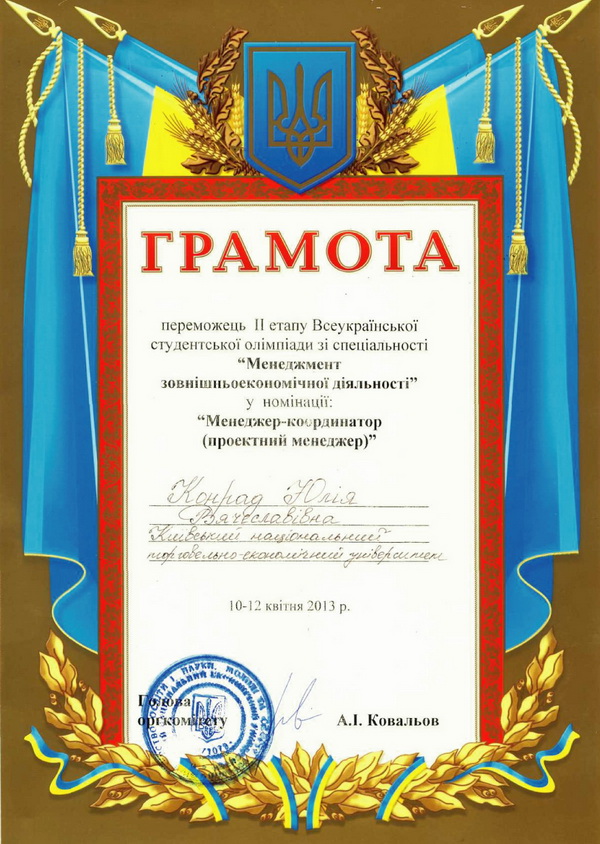 ГРАМОТА
переможець II етапу Всеукраїнської
студентської олімпіади зі спеціальності
“Менеджмент
зовнішньоекономічної діяльності”
у номінації:
“Менеджер-координатор
(проектний менеджер)”
Конрад Юлія
Вячеславівна
Київський національний
торговельно-економічний університет
10-12 квітня 2013 р.
Голова
оргкомітету
А.І. Ковальов